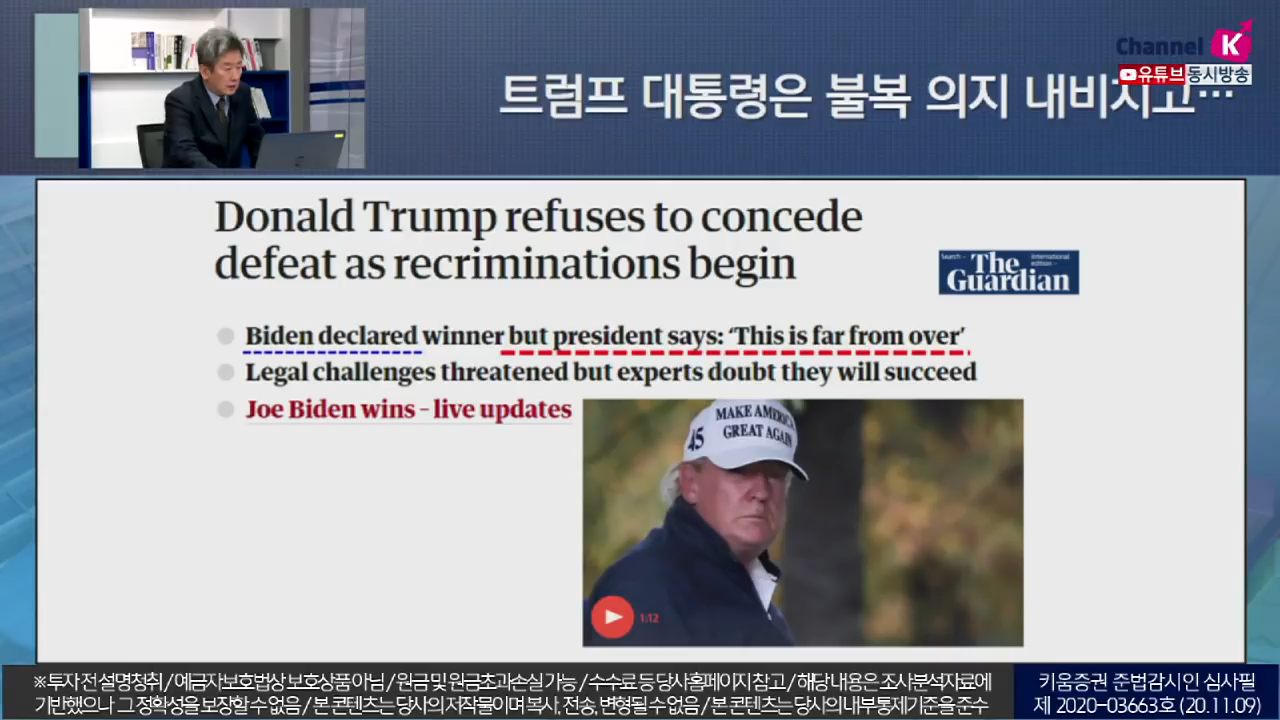 Channel K
유튜브동시방송
트럼프 대통령은 불복 의지 내비치고…
Donald Trump refuses to concede
defeat as recriminations begin
Search
International
edition
The
Guardian
Biden declared winner but president says: ‘This is far from over’
Legal challenges threatened but experts doubt they will succeed
Joe Biden wins – live updates
MAKE AMERICA
GREAT AGAIN
45
1:12
※ 투자 전 설명청취 / 예금자보호법상 보호상품 아님 / 원금 및 원금초과손실 가능 / 수수료 등 당사홈페이지 참고 / 해당 내용은 조사분석자료에
기반했으나 그 정확성을 보장할 수 없음 / 본 콘텐츠는 당사의 저작물이며 복사, 전송, 변형될 수 없음 / 본 콘텐츠는 당사의 내부통제기준을 준수
키움증권 준법감시인 심사필
제 2020-03663호 (20.11.09)